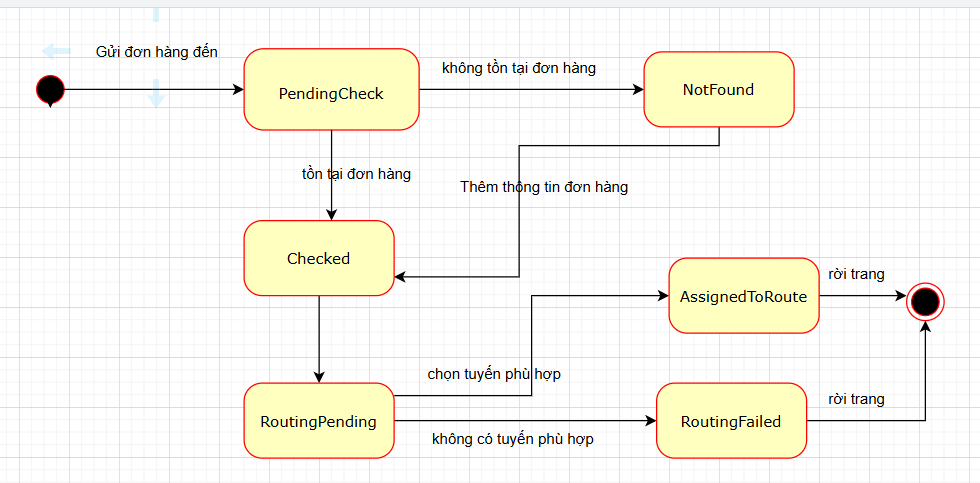 Gửi đơn hàng đến
không tồn tại đơn hàng
PendingCheck
NotFound
tồn tại đơn hàng
Thêm thông tin đơn hàng
Checked
AssignedToRoute
rời trang
chọn tuyến phù hợp
RoutingPending
không có tuyến phù hợp
RoutingFailed
rời trang